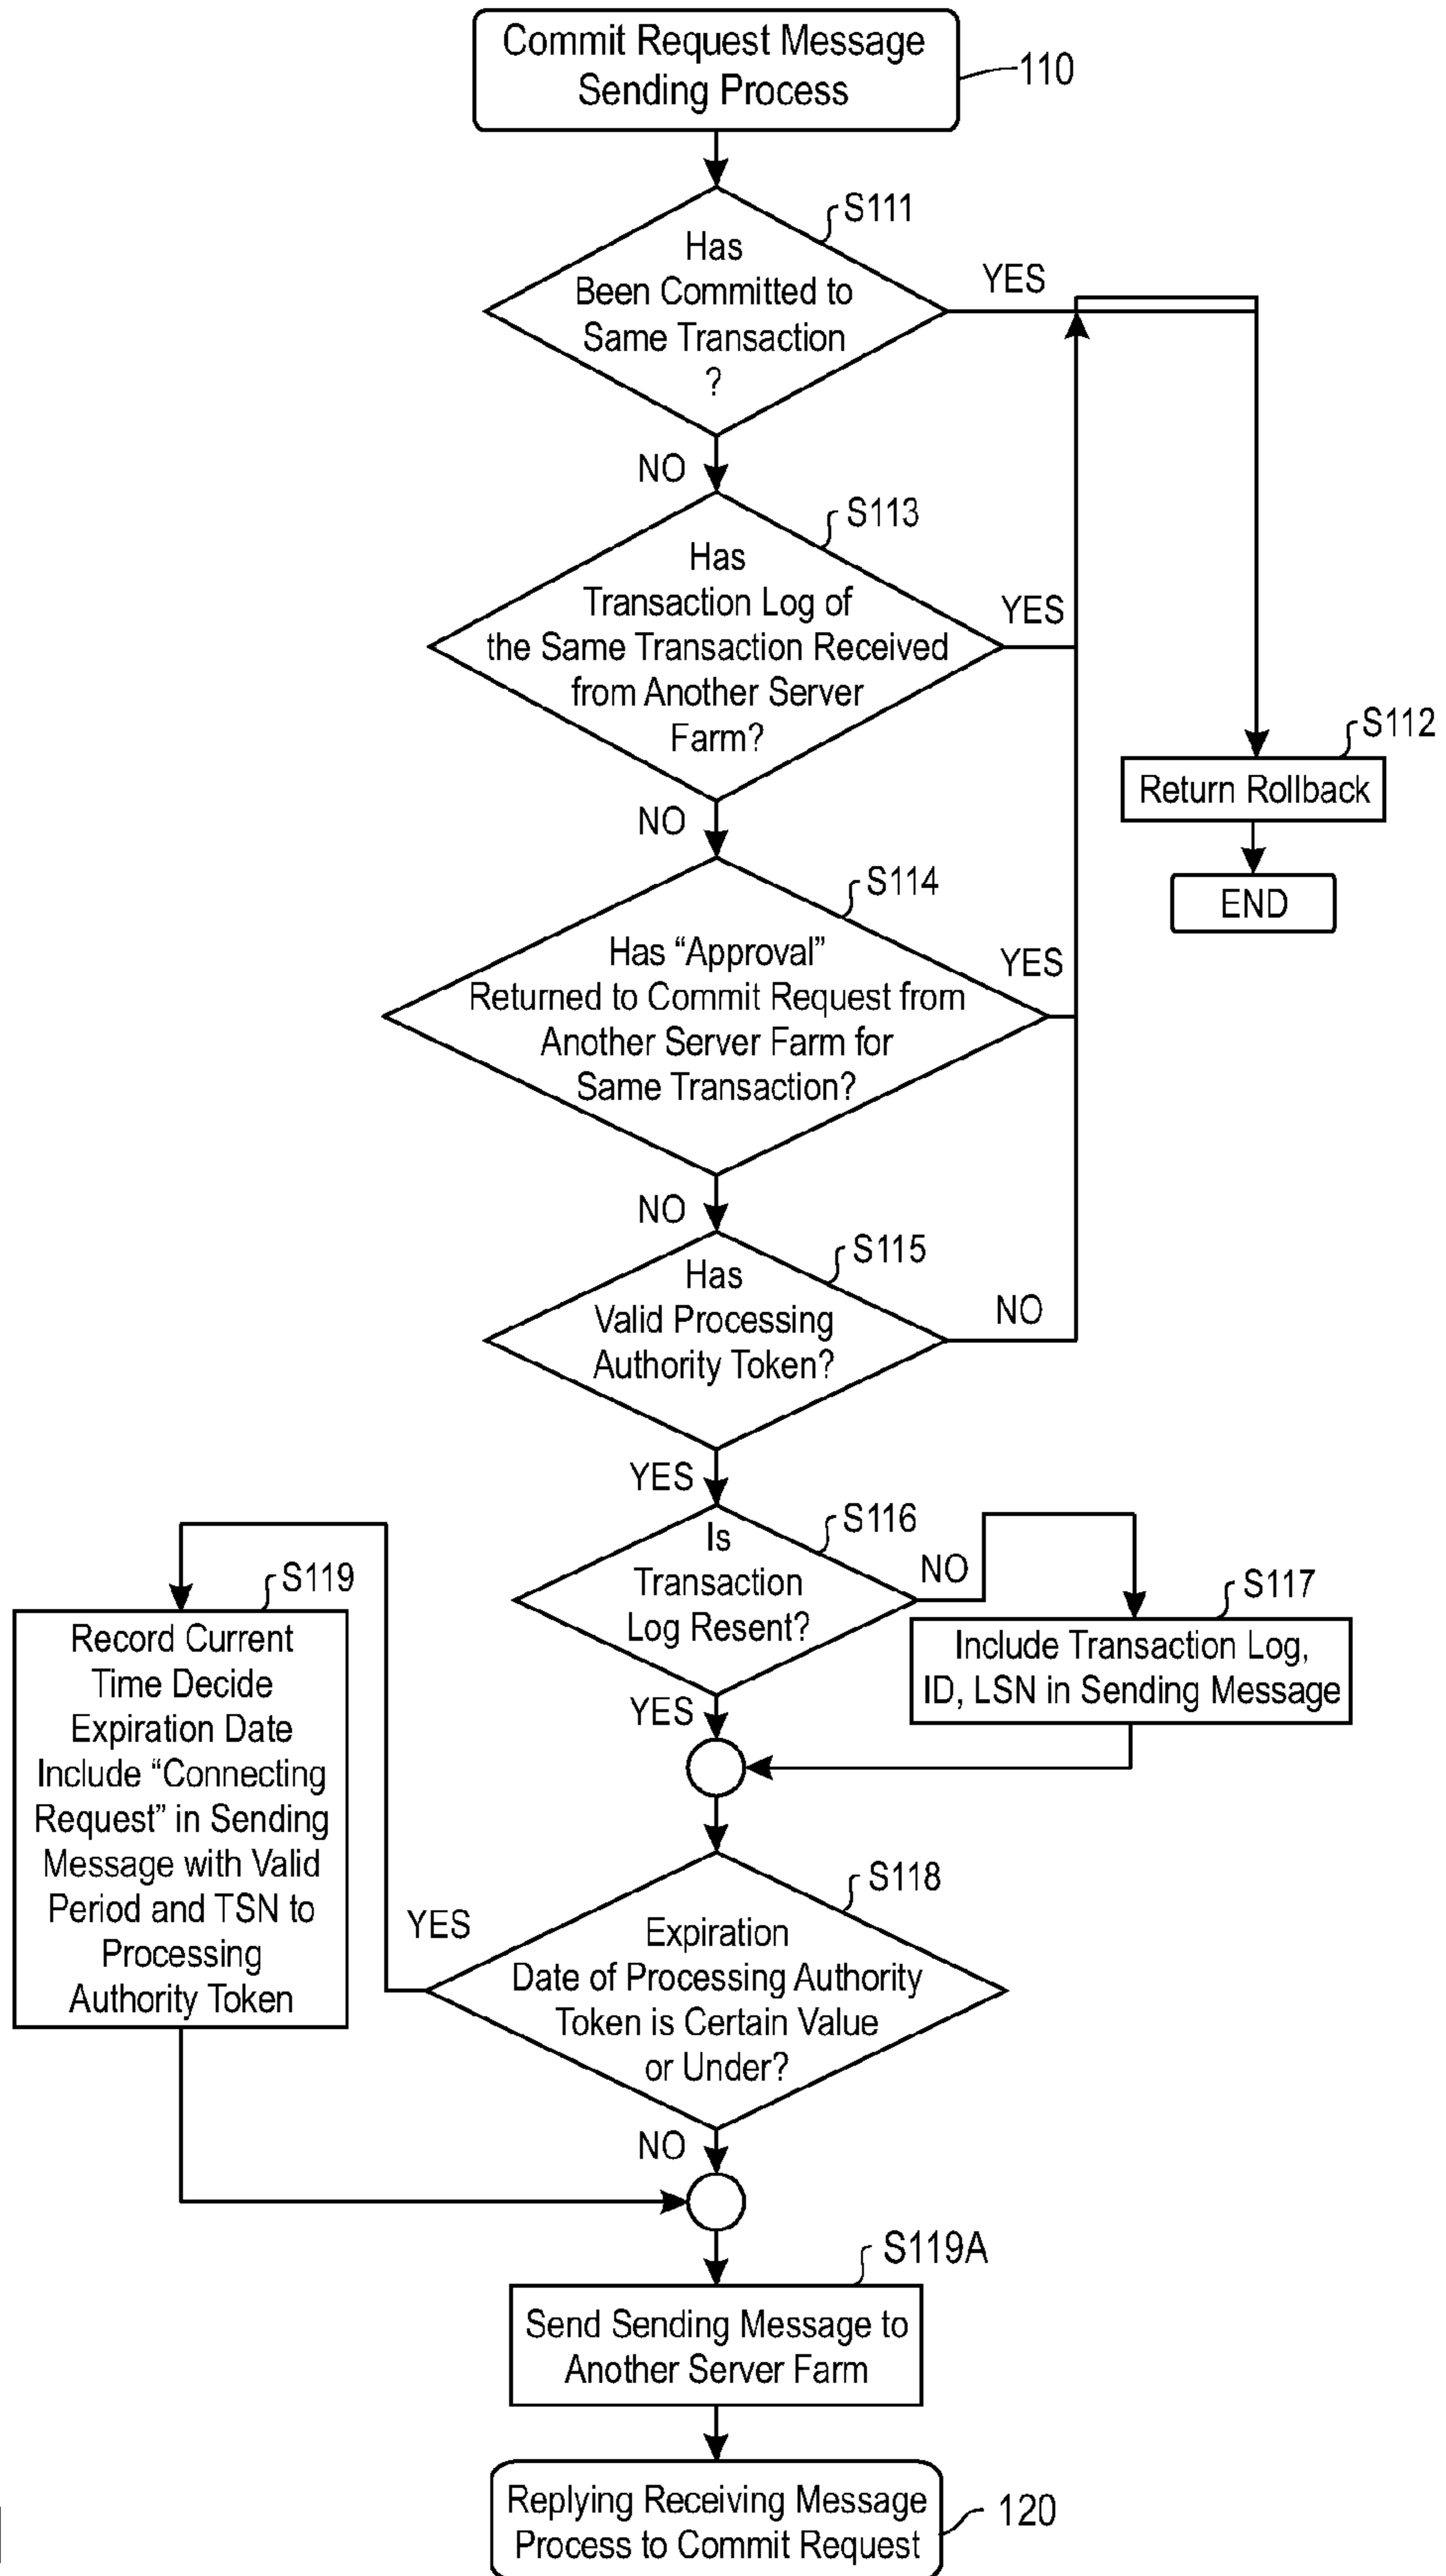 Commit Request Message
Sending Process
110
S111
Has
Been Committed to
Same Transaction
?
YES
NO
S113
Has
Transaction Log of
the Same Transaction Received
from Another Server
Farm?
YES
S112
Return Rollback
NO
END
S114
Has “Approval”
Returned to Commit Request from
Another Server Farm for
Same Transaction?
YES
NO
S115
Has
Valid Processing
Authority Token?
NO
YES
S116
Is
Transaction
Log Resent?
NO
S117
Include Transaction Log,
ID, LSN in Sending Message
YES
S119
Record Current
Time Decide
Expiration Date
Include “Connecting
Request” in Sending
Message with Valid
Period and TSN to
Processing
Authority Token
S118
Expiration
Date of Processing Authority
Token is Certain Value
or Under?
YES
NO
S119A
Send Sending Message to
Another Server Farm
Replying Receiving Message
Process to Commit Request
120